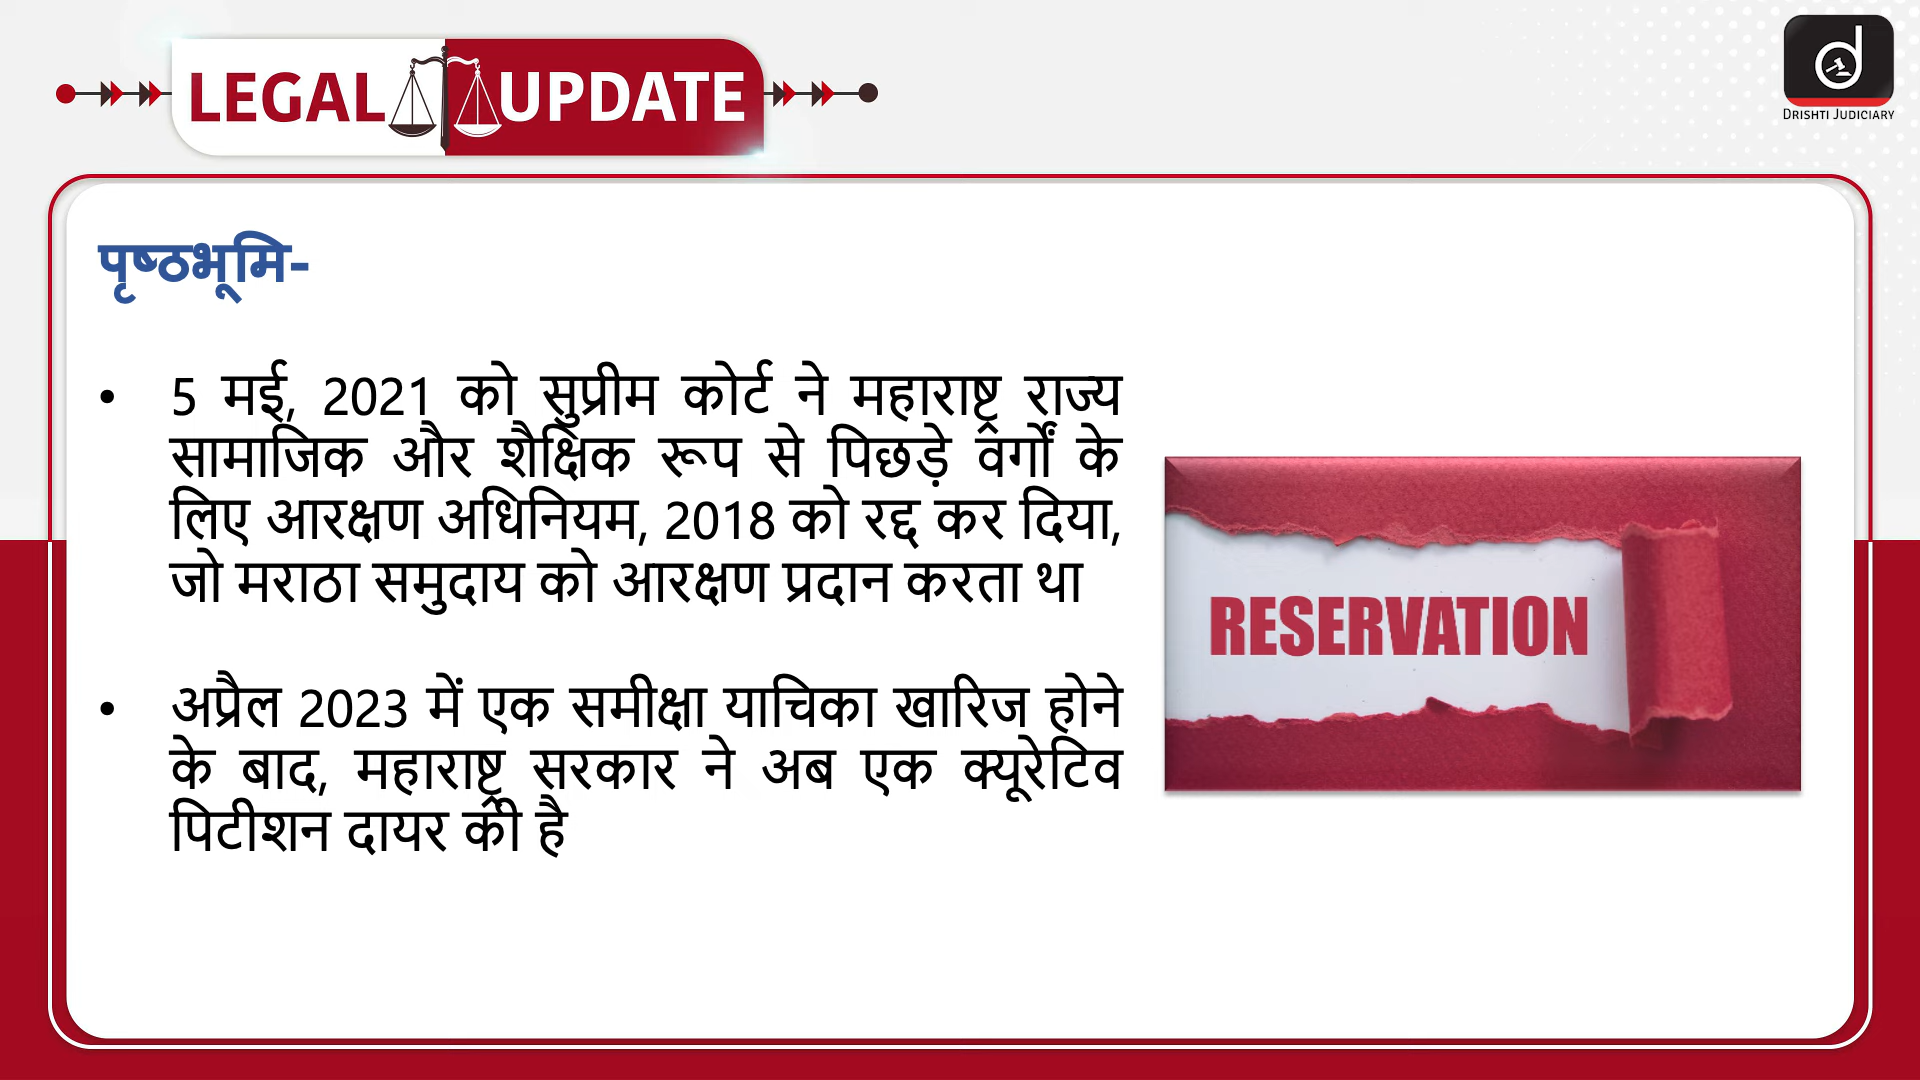 LEGAL UPDATE
DRISHTI JUDICIARY
पृष्ठभूमि-
• 5 मई, 2021 को सुप्रीम कोर्ट ने महाराष्ट्र राज्य
सामाजिक और शैक्षिक रूप से पिछड़े वर्गों के
लिए आरक्षण अधिनियम, 2018 को रद्द कर दिया,
जो मराठा समुदाय को आरक्षण प्रदान करता था
• अप्रैल 2023 में एक समीक्षा याचिका खारिज होने
के बाद, महाराष्ट्र सरकार ने अब एक क्यूरेटिव
पिटीशन दायर की है
RESERVATION